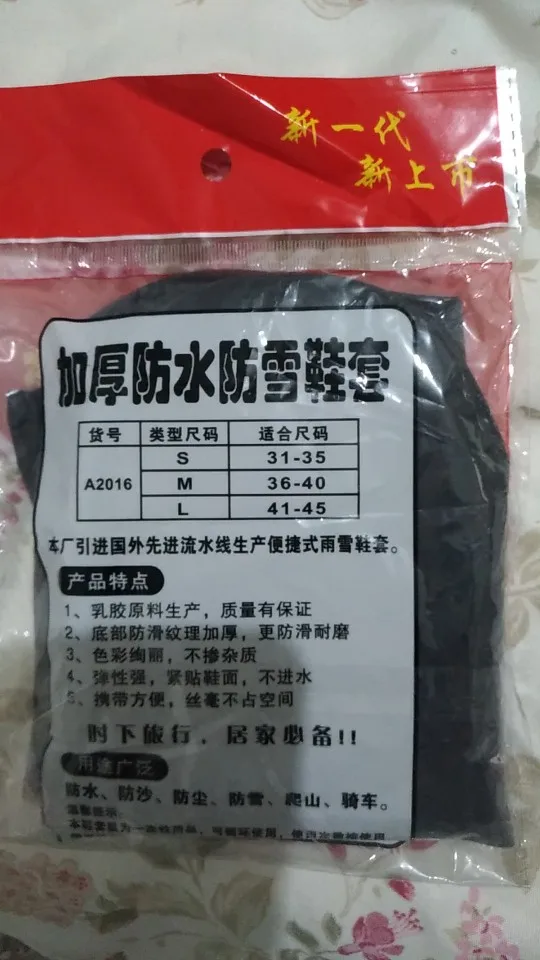 新一代
新上市
加厚防水防雪鞋套
货号 类型尺码 适合尺码
A2016
S 31-35
M 36-40
L 41-45
本厂引进国外先进流水线生产便捷式雨雪鞋套。
产品特点
1、乳胶原料生产，质量有保证
2、底部防滑纹理加厚，更防滑耐磨
3、色彩绚丽，不掺杂质
4、弹性强，紧贴鞋面，不进水
5、携带方便，丝毫不占空间
时下旅行，居家必备!!
用途广泛
防水、防沙、防尘、防雪、爬山、骑车。
温馨提示：